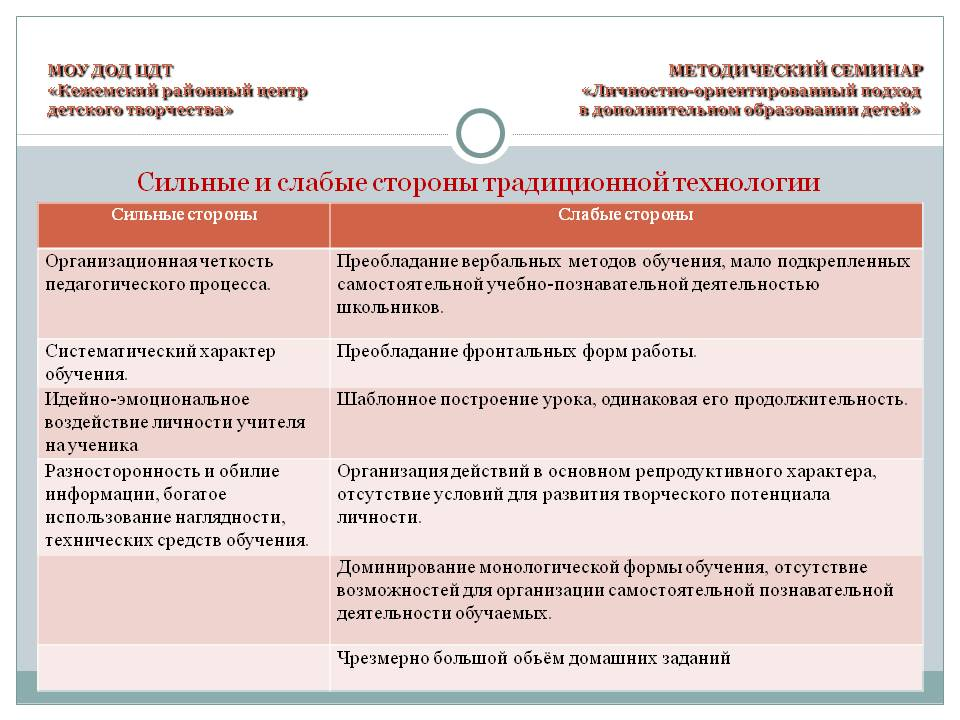 МОУ ДОД ЦДТ
«Кежемский районный центр
детского творчества»
МЕТОДИЧЕСКИЙ СЕМИНАР
«Личностно-ориентированный подход
в дополнительном образовании детей»
Сильные и слабые стороны традиционной технологии
Сильные стороны
Слабые стороны
Организационная четкость
педагогического процесса.
Преобладание вербальных методов обучения, мало подкрепленных
самостоятельной учебно-познавательной деятельностью
школьников.
Систематический характер
обучения.
Преобладание фронтальных форм работы.
Идейно-эмоциональное
воздействие личности учителя
на ученика
Шаблонное построение урока, одинаковая его продолжительность.
Разносторонность и обилие
информации, богатое
использование наглядности,
технических средств обучения.
Организация действий в основном репродуктивного характера,
отсутствие условий для развития творческого потенциала
личности.
Доминирование монологической формы обучения, отсутствие
возможностей для организации самостоятельной познавательной
деятельности обучаемых.
Чрезмерно большой обьём домашних заданий